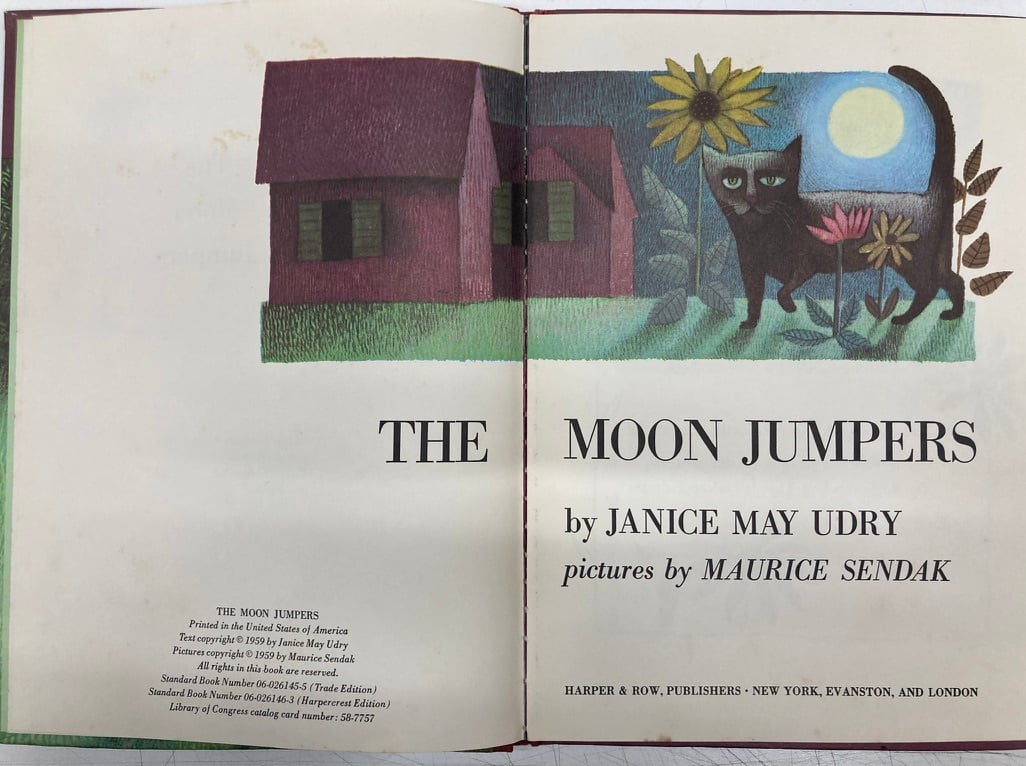 THE MOON JUMPERS
by JANICE MAY UDRY
pictures by MAURICE SENDAK
THE MOON JUMPERS
Printed in the United States of America
Text copyright © 1959 by Janice May Udry
Pictures copyright © 1959 by Maurice Sendak
All rights in this book are reserved.
Standard Book Number 06-026145-5 (Trade Edition)
Standard Book Number 06-026146-3 (Harpercrest Edition)
Library of Congress catalog card number: 58-7757
HARPER & ROW, PUBLISHERS · NEW YORK, EVANSTON, AND LONDON